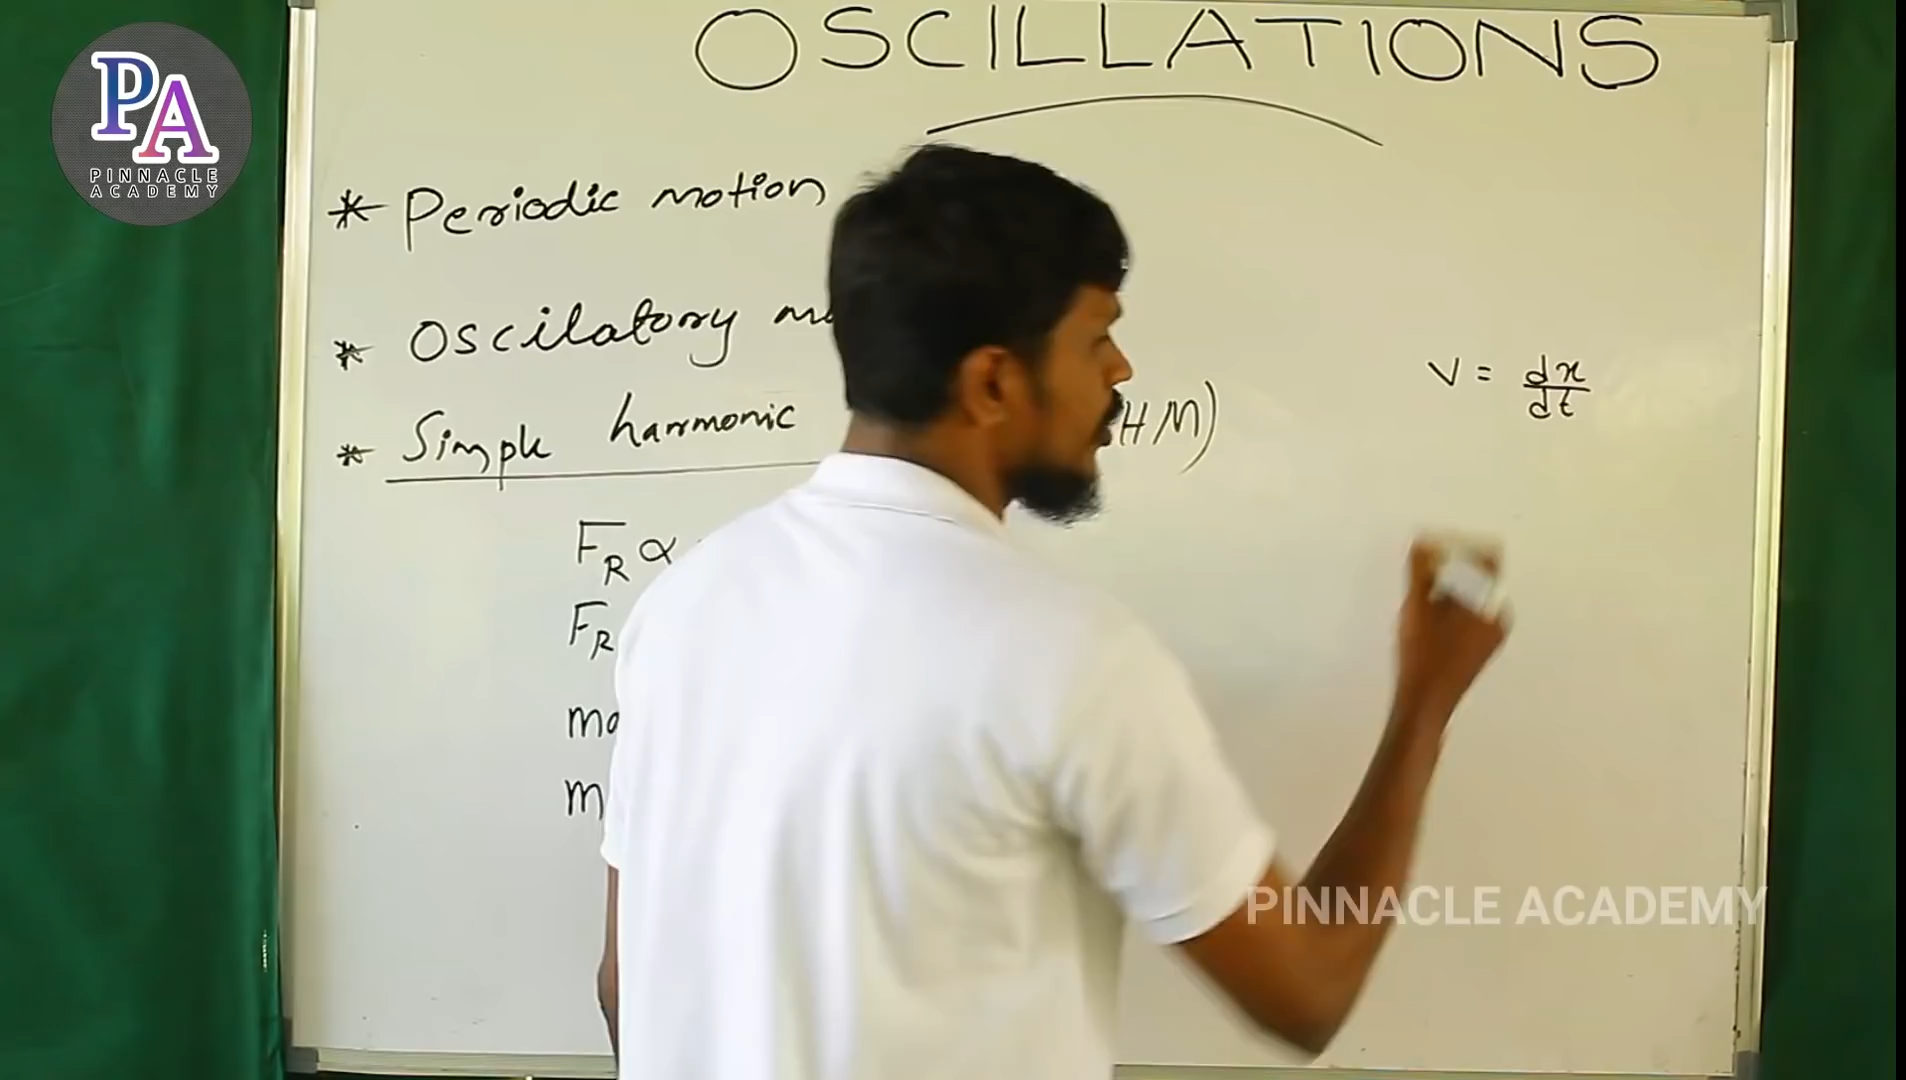 OSCILLATIONS
PA
PINNACLE
ACADEMY
* Periodic motion
* Oscilatory
V = dx/dt
* Simple harmonic HM)
F_R ∝
F_R
ma
m
PINNACLE ACADEMY